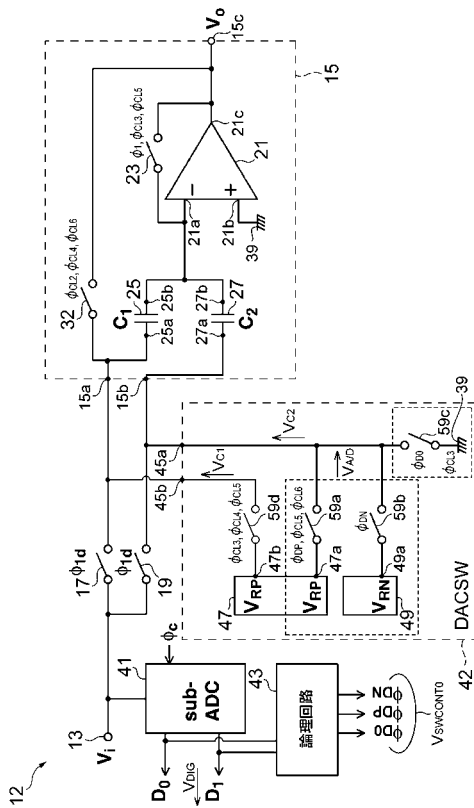 12
13
Vi
17
ϕ1d
19
ϕ1d
15a
15b
32
ϕCL2, ϕCL4, ϕCL6
C1
25
25a
25b
27a
27b
27
C2
23
ϕ1, ϕCL3, ϕCL5
21a
21b
21c
21
−
+
39
Vo
15c
15
41
sub-ADC
ϕC
D0
D1
VDIG
43
論理回路
ϕD0
ϕDP
ϕDN
VSWCONT0
42
DACSW
45a
45b
VC1
VC2
VA/D
47
VRP
47b
ϕCL3, ϕCL4, ϕCL5
59d
VRP
47a
ϕDP, ϕCL5, ϕCL6
59a
VRN
49
49a
ϕDN
59b
ϕD0
ϕCL3
59c
39